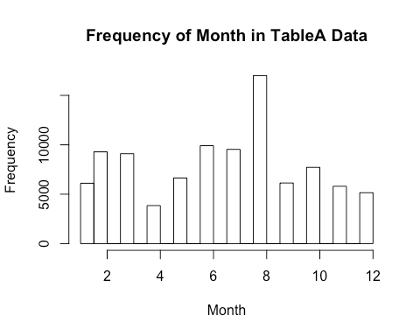 Frequency of Month in TableA Data
Frequency
10000
5000
0
2 4 6 8 10 12
Month